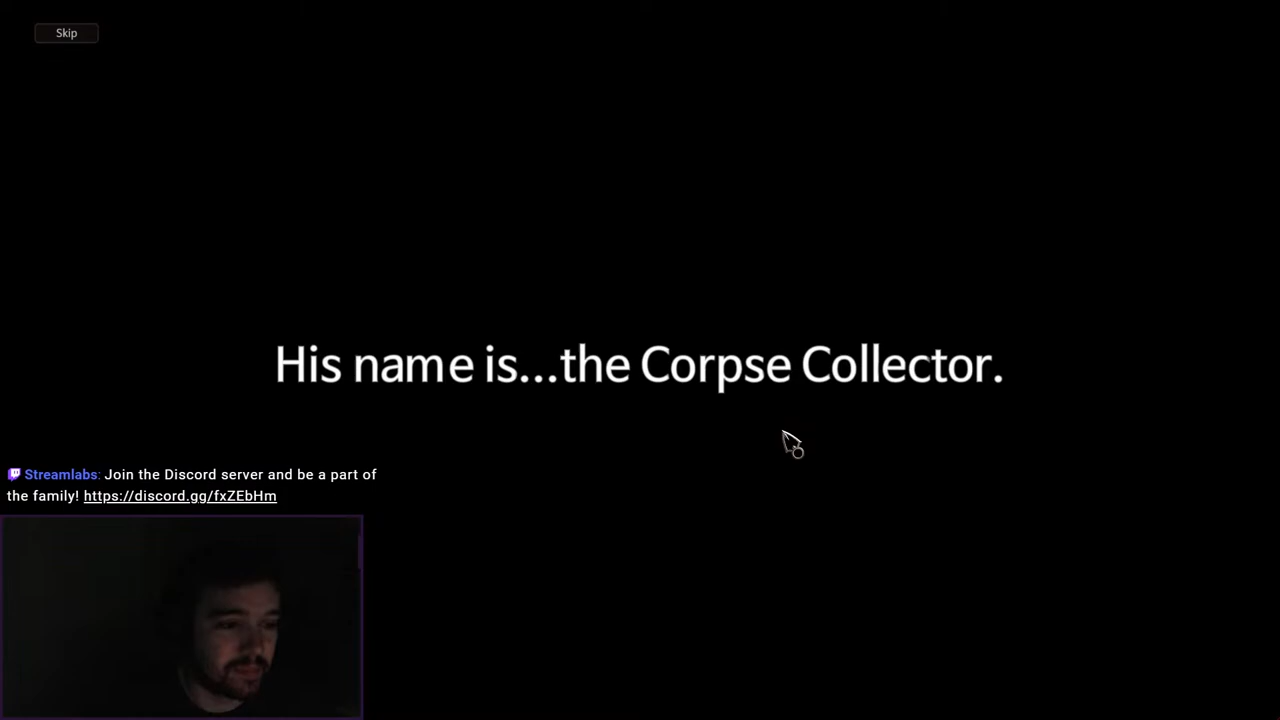 Skip
His name is...the Corpse Collector.
Streamlabs: Join the Discord server and be a part of
the family! https://discord.gg/fxZEbHm